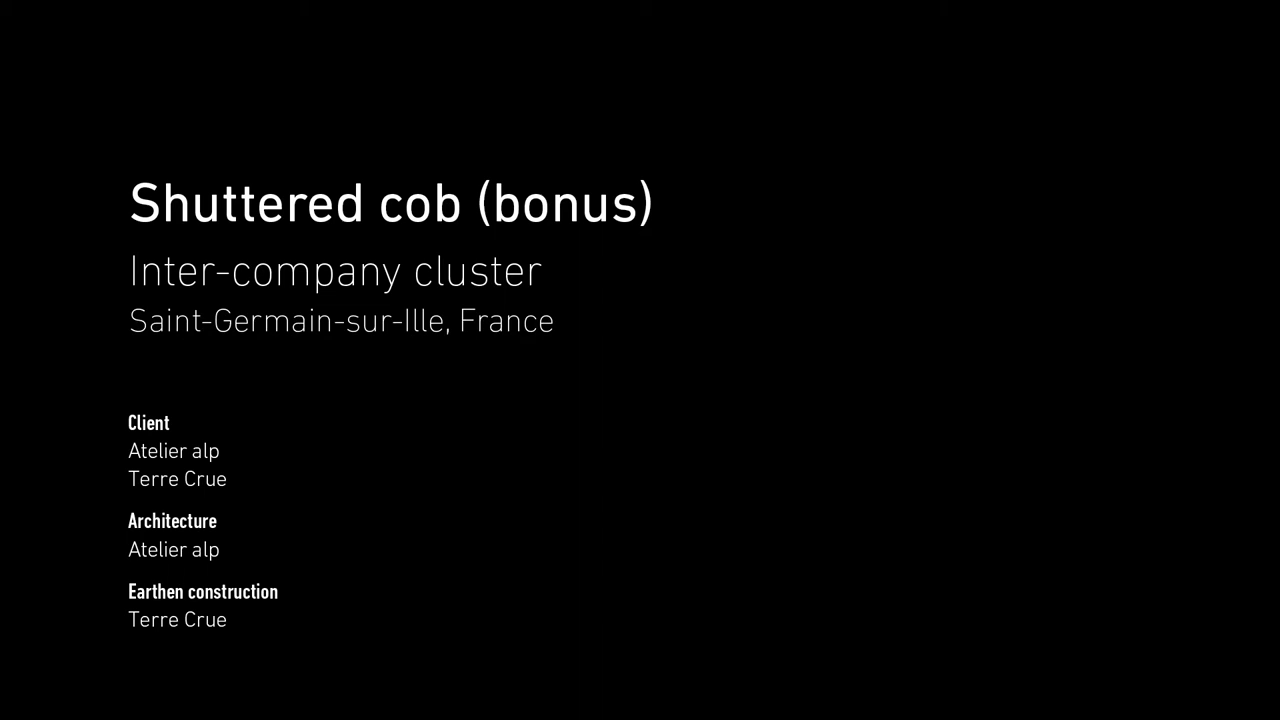 Shuttered cob (bonus)
Inter-company cluster
Saint-Germain-sur-Ille, France
Client
Atelier alp
Terre Crue
Architecture
Atelier alp
Earthen construction
Terre Crue